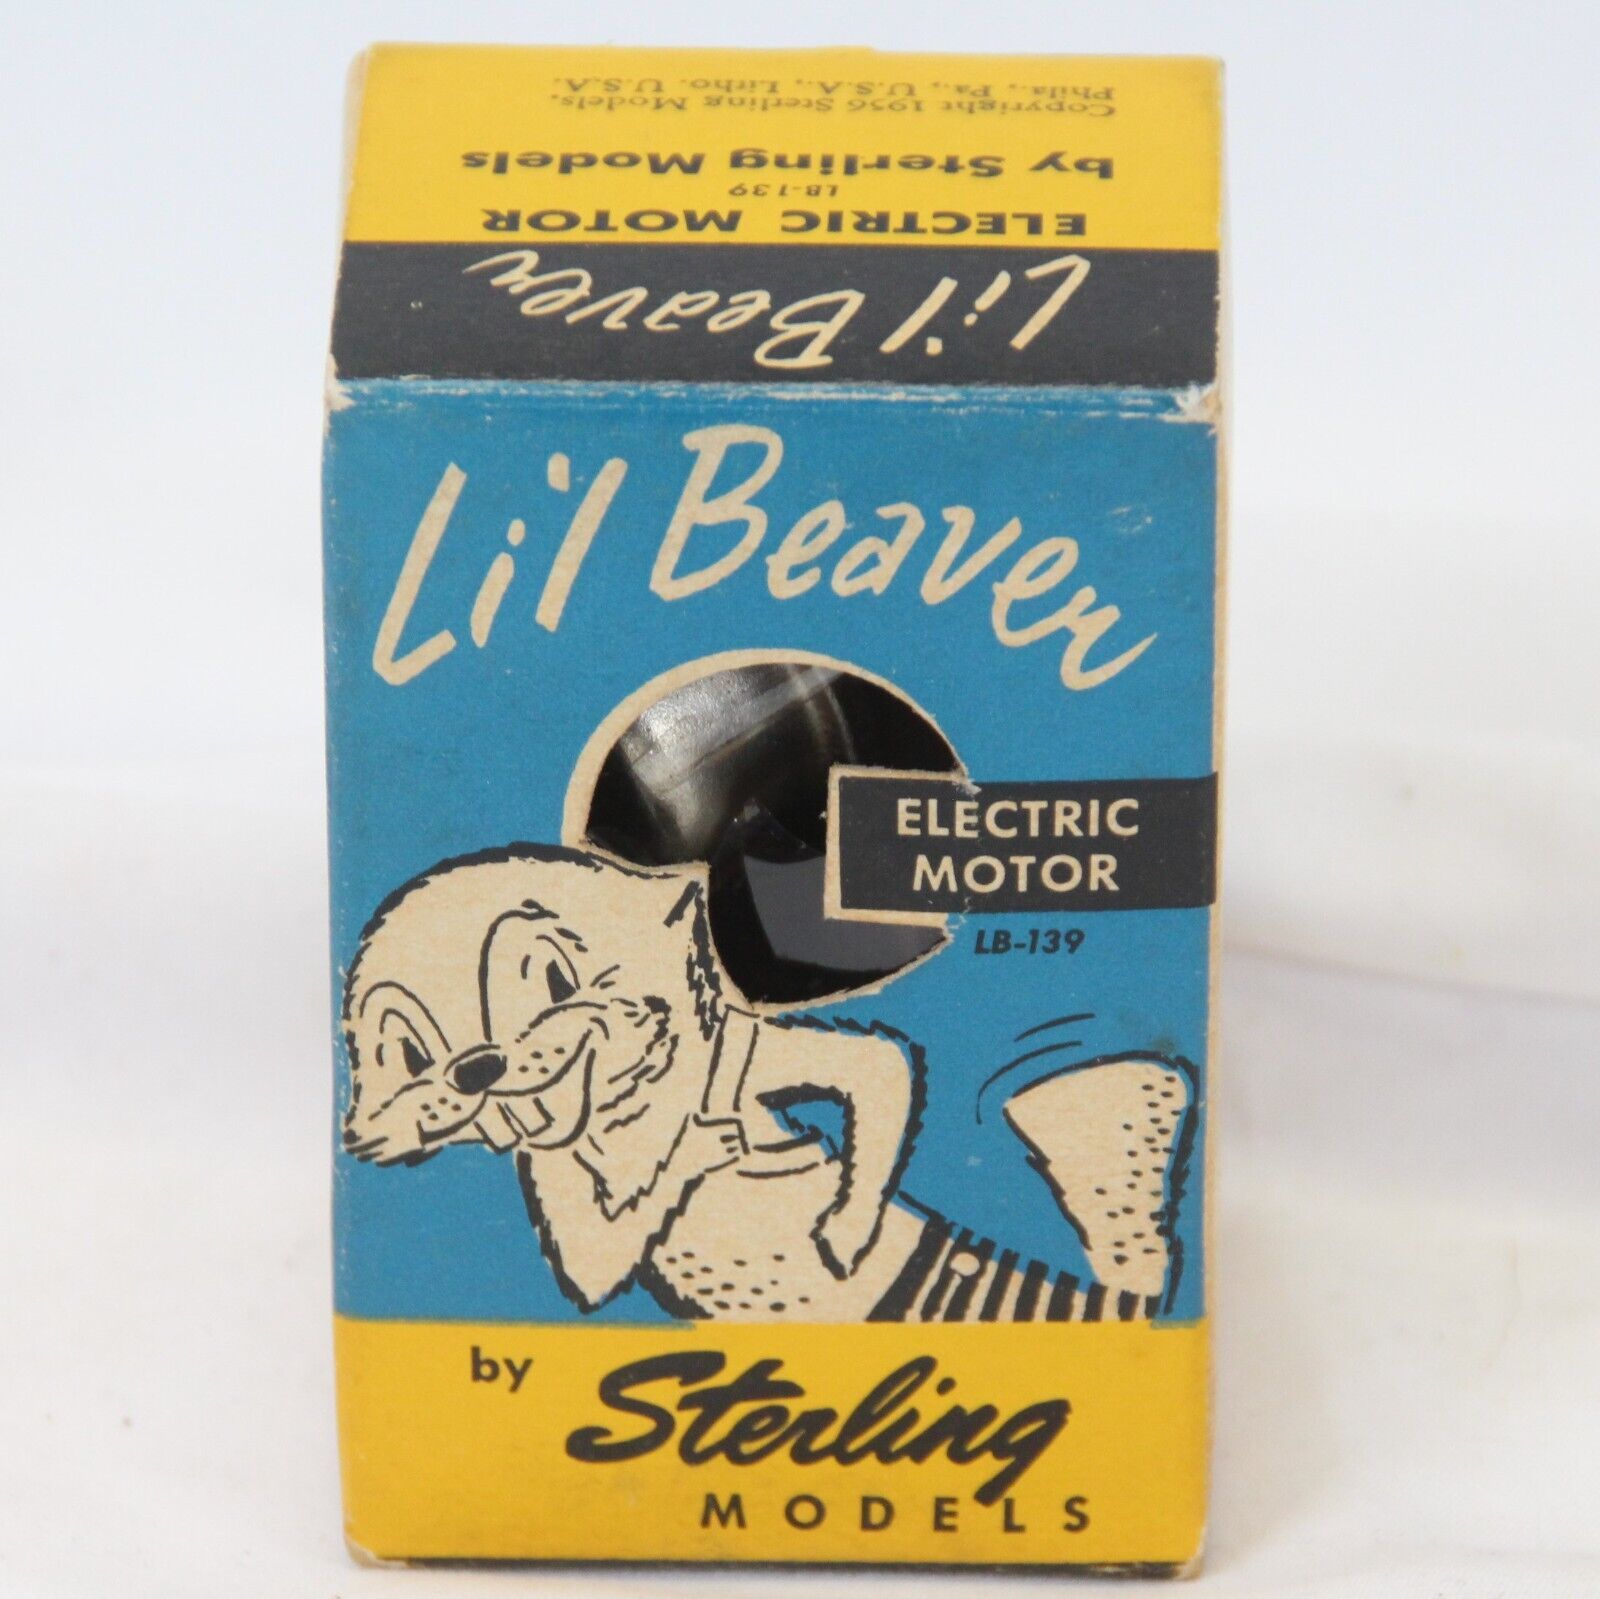 Copyright 1956 Sterling Models.
Phila., Pa., U.S.A., Litho. U.S.A.
by Sterling Models
LB-139
ELECTRIC MOTOR
Li'l Beaver
Li'l Beaver
ELECTRIC
MOTOR
LB-139
by Sterling
MODELS